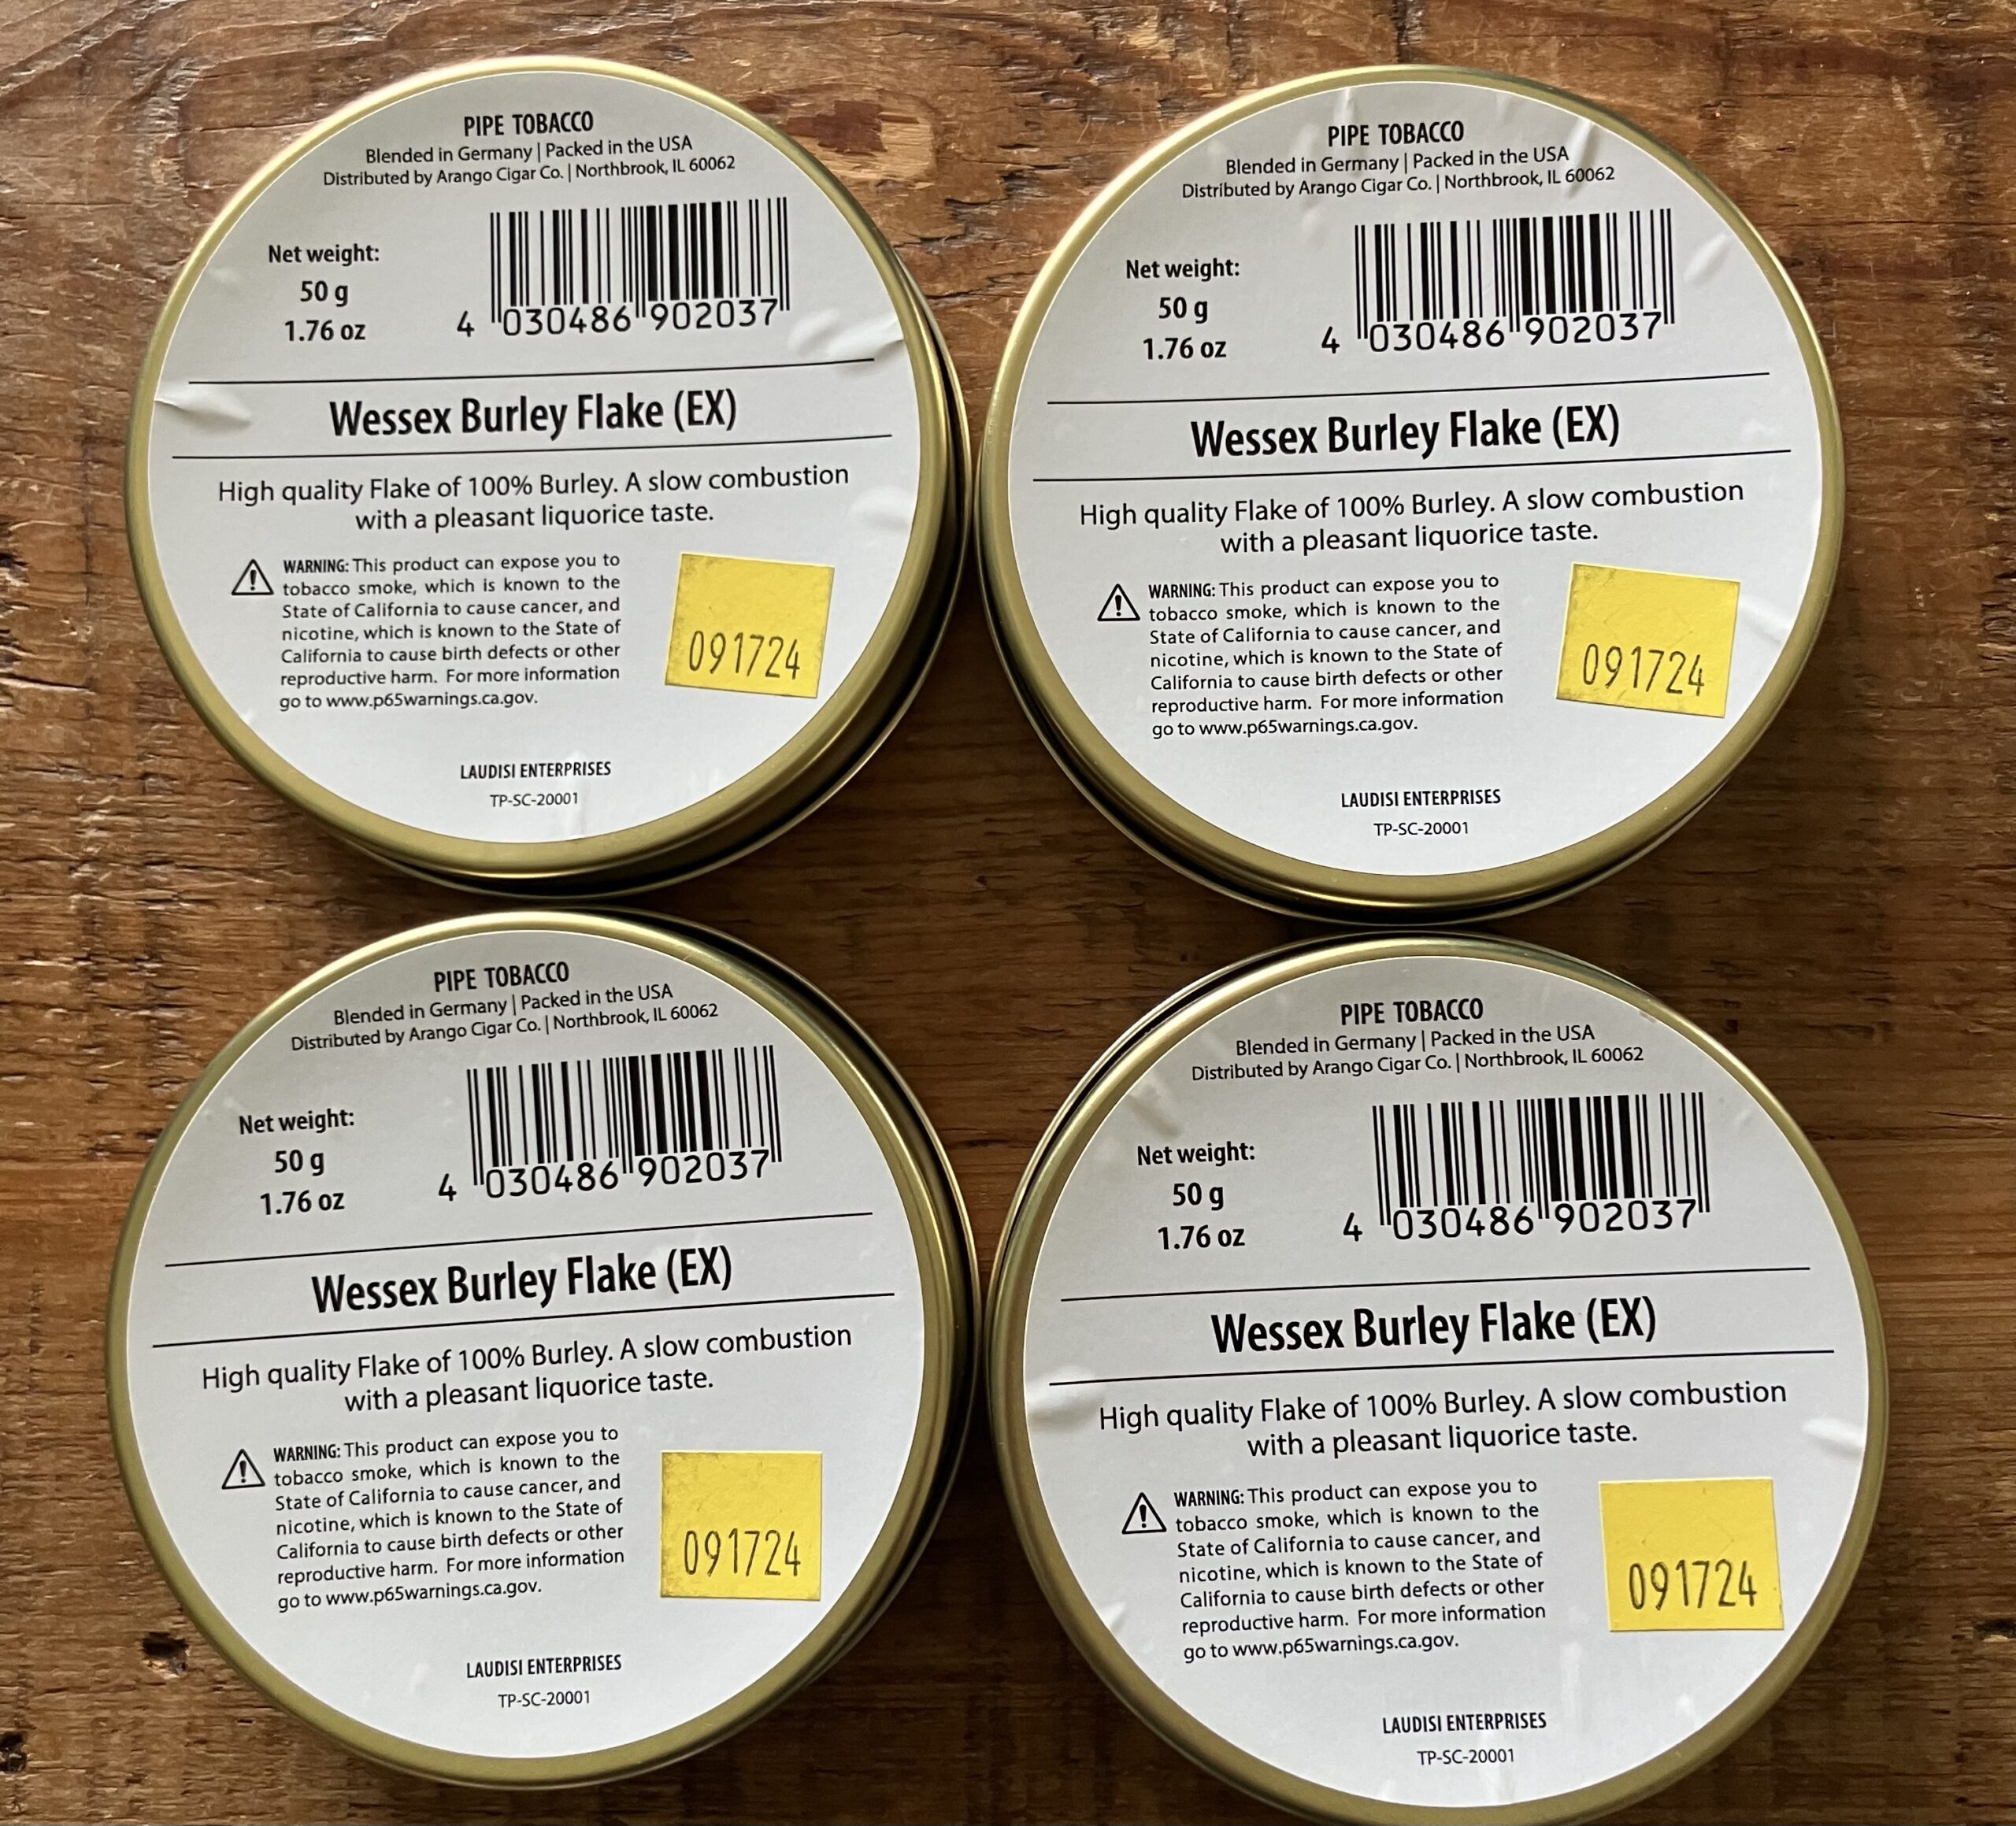 PIPE TOBACCO
Blended in Germany | Packed in the USA
Distributed by Arango Cigar Co. | Northbrook, IL 60062
Net weight:
50 g
1.76 oz
4 030486 902037
Wessex Burley Flake (EX)
High quality Flake of 100% Burley. A slow combustion
with a pleasant liquorice taste.
WARNING: This product can expose you to
tobacco smoke, which is known to the
State of California to cause cancer, and
nicotine, which is known to the State of
California to cause birth defects or other
reproductive harm. For more information
go to www.p65warnings.ca.gov.
091724
LAUDISI ENTERPRISES
TP-SC-20001
PIPE TOBACCO
Blended in Germany | Packed in the USA
Distributed by Arango Cigar Co. | Northbrook, IL 60062
Net weight:
50 g
1.76 oz
4 030486 902037
Wessex Burley Flake (EX)
High quality Flake of 100% Burley. A slow combustion
with a pleasant liquorice taste.
WARNING: This product can expose you to
tobacco smoke, which is known to the
State of California to cause cancer, and
nicotine, which is known to the State of
California to cause birth defects or other
reproductive harm. For more information
go to www.p65warnings.ca.gov.
091724
LAUDISI ENTERPRISES
TP-SC-20001
PIPE TOBACCO
Blended in Germany | Packed in the USA
Distributed by Arango Cigar Co. | Northbrook, IL 60062
Net weight:
50 g
1.76 oz
4 030486 902037
Wessex Burley Flake (EX)
High quality Flake of 100% Burley. A slow combustion
with a pleasant liquorice taste.
WARNING: This product can expose you to
tobacco smoke, which is known to the
State of California to cause cancer, and
nicotine, which is known to the State of
California to cause birth defects or other
reproductive harm. For more information
go to www.p65warnings.ca.gov.
091724
LAUDISI ENTERPRISES
TP-SC-20001
PIPE TOBACCO
Blended in Germany | Packed in the USA
Distributed by Arango Cigar Co. | Northbrook, IL 60062
Net weight:
50 g
1.76 oz
4 030486 902037
Wessex Burley Flake (EX)
High quality Flake of 100% Burley. A slow combustion
with a pleasant liquorice taste.
WARNING: This product can expose you to
tobacco smoke, which is known to the
State of California to cause cancer, and
nicotine, which is known to the State of
California to cause birth defects or other
reproductive harm. For more information
go to www.p65warnings.ca.gov.
091724
LAUDISI ENTERPRISES
TP-SC-20001